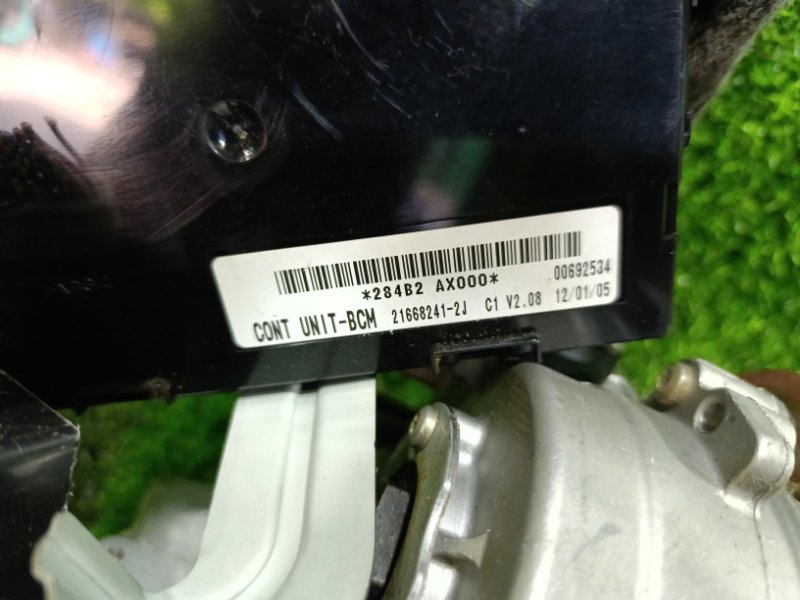 *284B2 AX000* 00692534
CONT UNIT-BCM 21668241-2J C1 V2.08 12/01/05